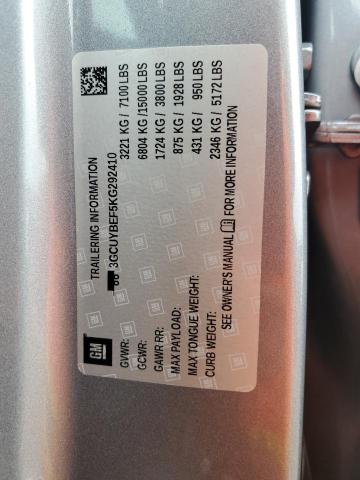 GM
TRAILERING INFORMATION
3GCUYBEF5KG292410
GVWR: 3221 KG / 7100 LBS
GCWR: 6804 KG /15000 LBS
GAWR RR: 1724 KG / 3800 LBS
MAX PAYLOAD: 875 KG / 1928 LBS
MAX TONGUE WEIGHT: 431 KG / 950 LBS
CURB WEIGHT: 2346 KG / 5172 LBS
SEE OWNER'S MANUAL FOR MORE INFORMATION